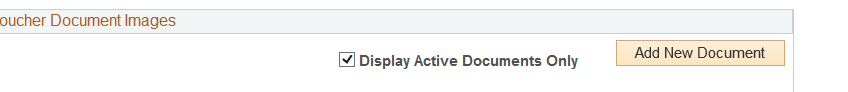 oucher Document Images
Display Active Documents Only
Add New Document